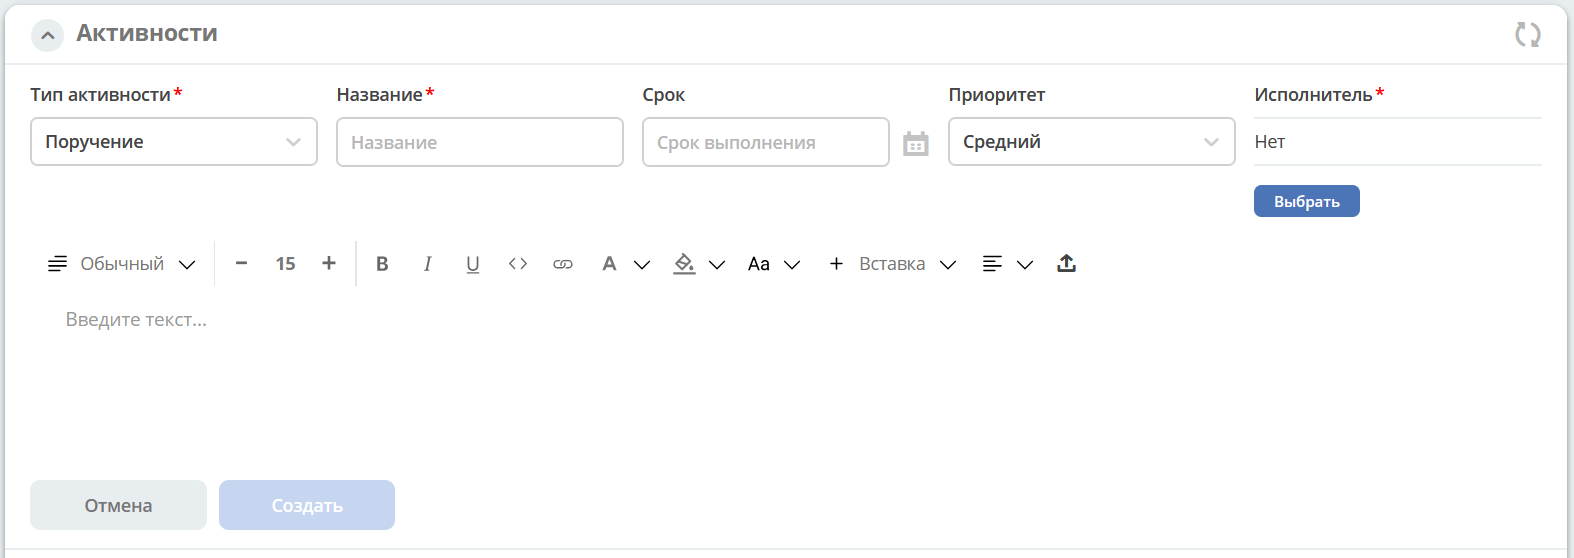 Активности
Тип активности* Название* Срок Приоритет Исполнитель*
Поручение Название Срок выполнения Средний Нет
Выбрать
Обычный − 15 + B I U <> A Aa + Вставка
Введите текст...
Отмена Создать